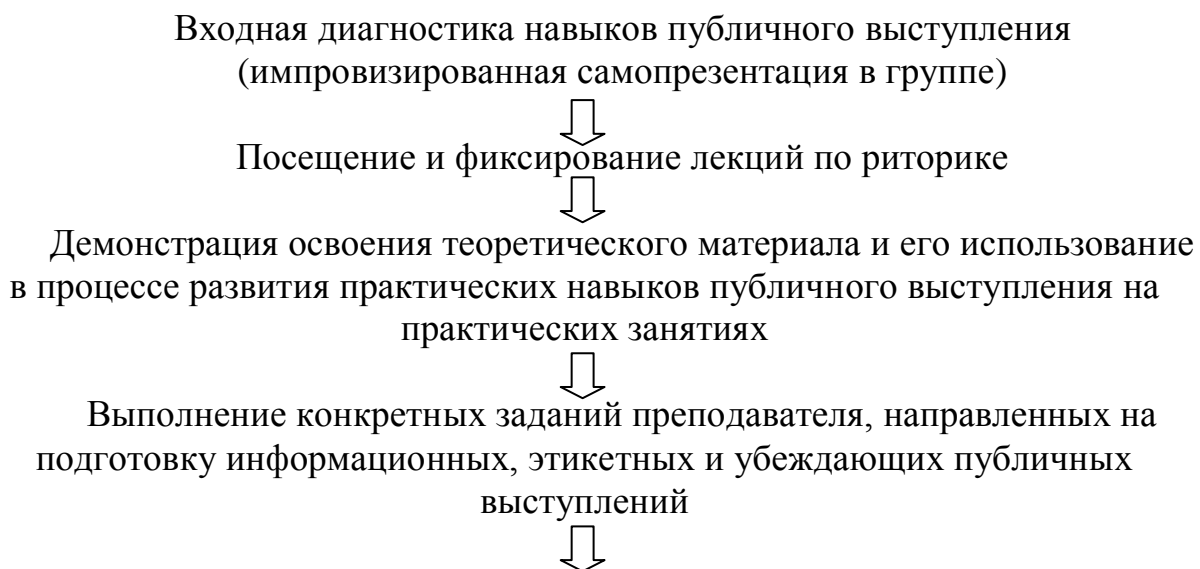 Входная диагностика навыков публичного выступления
(импровизированная самопрезентация в группе)
Посещение и фиксирование лекций по риторике
Демонстрация освоения теоретического материала и его использование
в процессе развития практических навыков публичного выступления на
практических занятиях
Выполнение конкретных заданий преподавателя, направленных на
подготовку информационных, этикетных и убеждающих публичных
выступлений